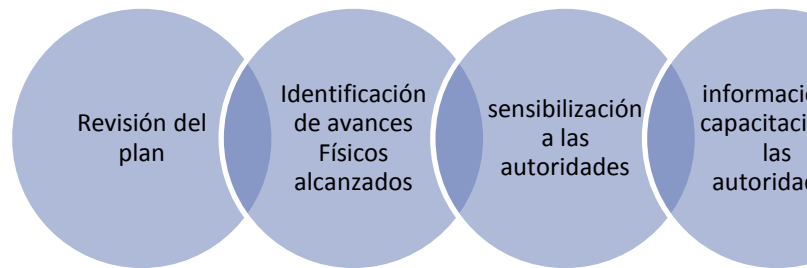 Revisión del
plan
Identificación
de avances
Físicos
alcanzados
sensibilización
a las
autoridades
las